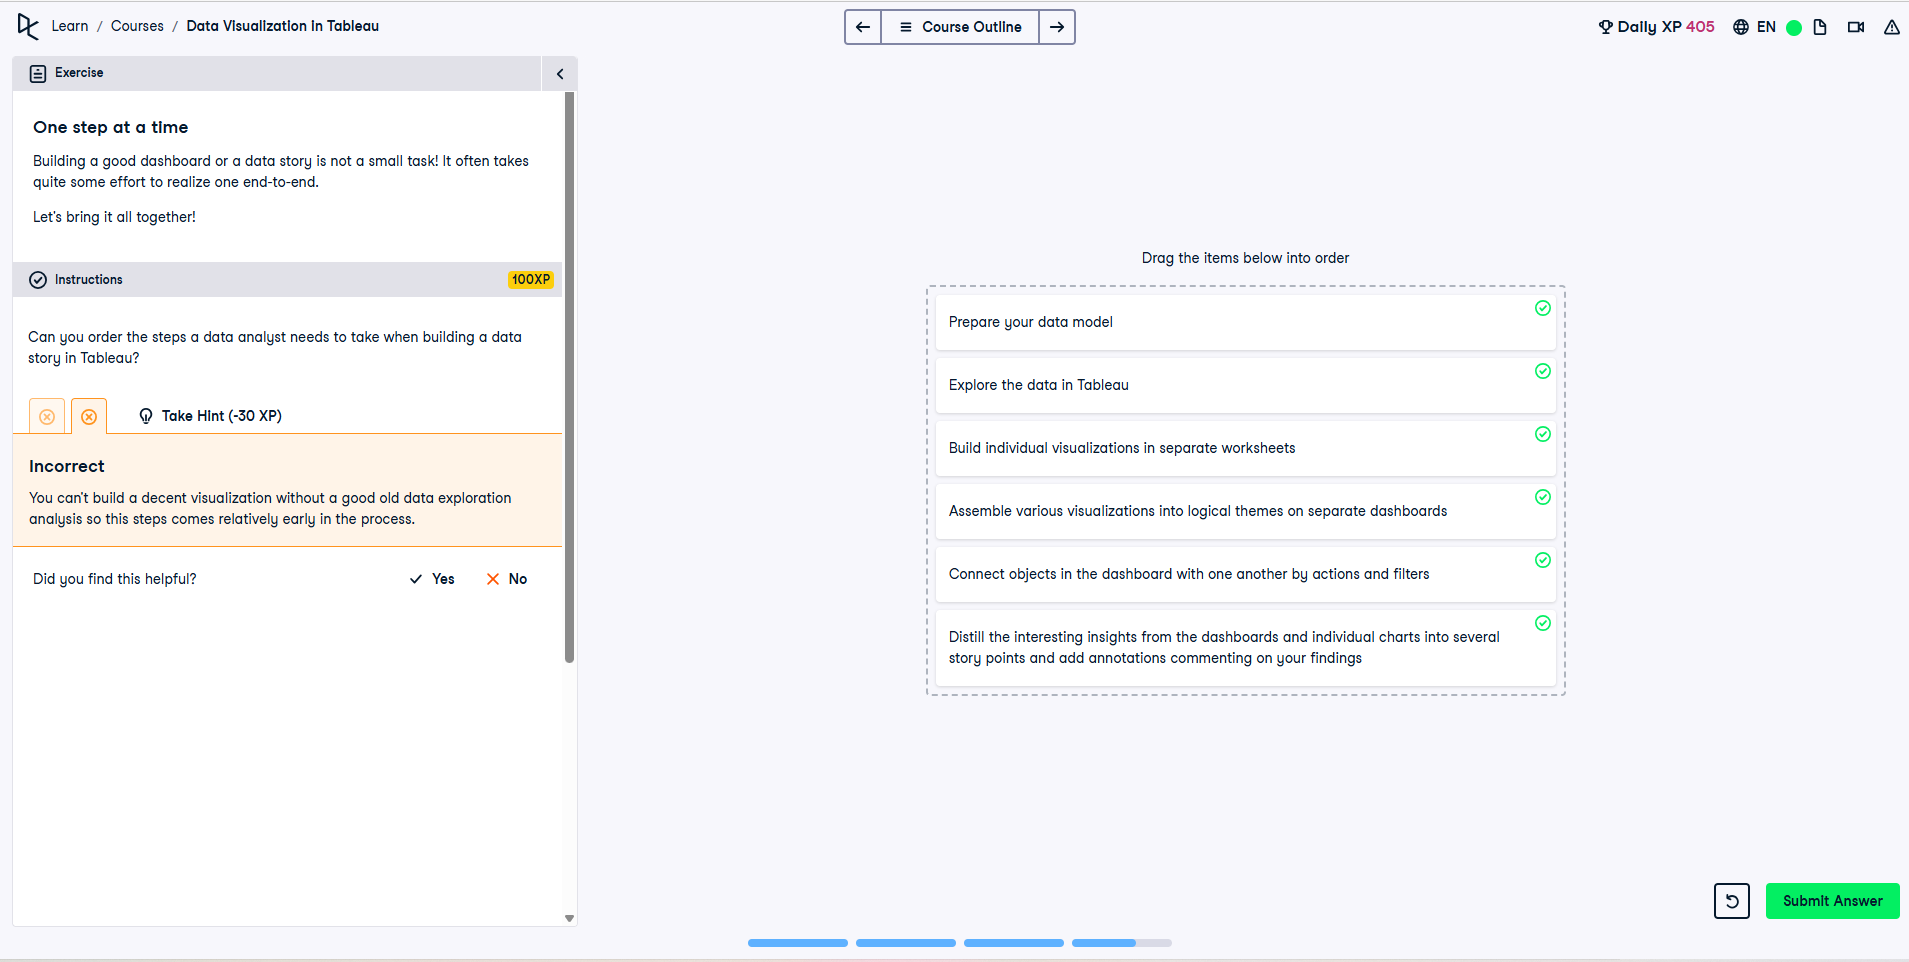 Learn / Courses / Data Visualization in Tableau
Course Outline
Daily XP 405
EN
Exercise
One step at a time
Building a good dashboard or a data story is not a small task! It often takes
quite some effort to realize one end-to-end.
Let's bring it all together!
Instructions
100XP
Can you order the steps a data analyst needs to take when building a data
story in Tableau?
Take Hint (-30 XP)
Incorrect
You can't build a decent visualization without a good old data exploration
analysis so this steps comes relatively early in the process.
Did you find this helpful?
Yes
No
Drag the items below into order
Prepare your data model
Explore the data in Tableau
Build individual visualizations in separate worksheets
Assemble various visualizations into logical themes on separate dashboards
Connect objects in the dashboard with one another by actions and filters
Distill the interesting insights from the dashboards and individual charts into several
story points and add annotations commenting on your findings
Submit Answer